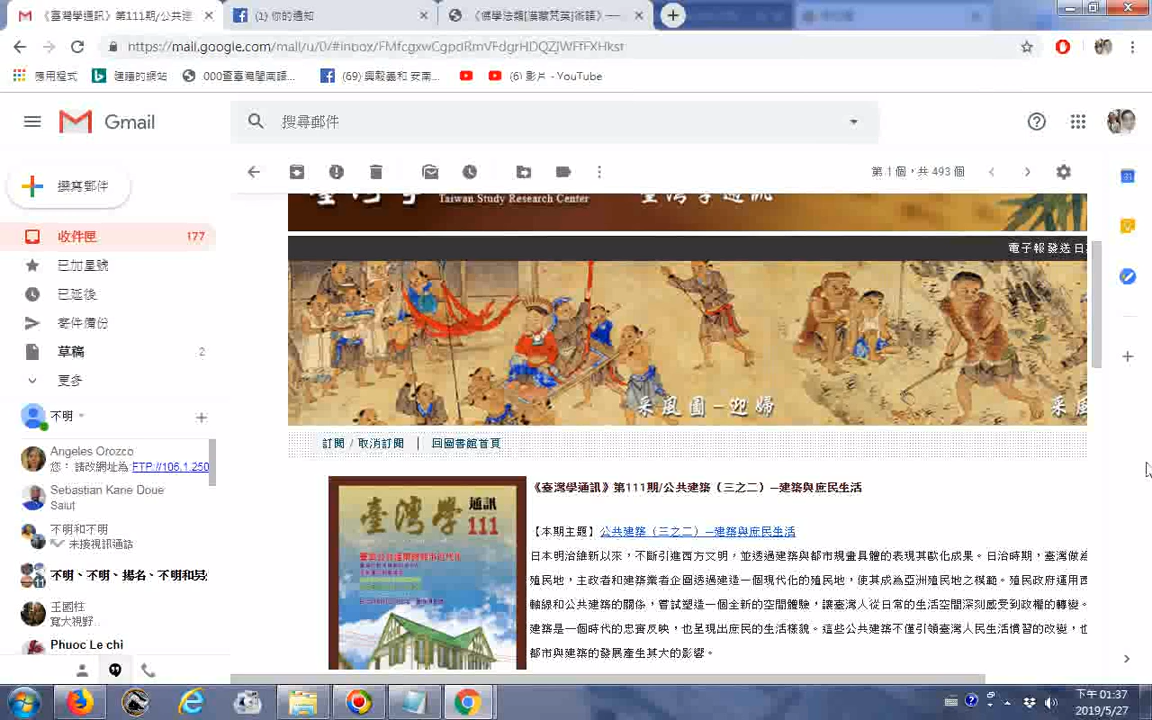 《臺灣學通訊》第111期/公共建
(1) 你的通知
《佛學法類[漢藏梵英]術語》──
https://mail.google.com/mail/u/0/#inbox/FMfcgxwCgpdRmVFdgrHDQZjWFfFXHkst
應用程式
建議的網站
000查臺灣閩南語...
(69) 興毅義和 安南...
(6) 影片 - YouTube
Gmail
搜尋郵件
撰寫郵件
第 1 個，共 493 個
收件匣 177
已加星號
已延後
寄件備份
草稿 2
更多
不明
Angeles Orozco
您： 請改網址為 FTP://106.1.250
Sebastian Kane Doue
Salut
不明和不明
未接視訊通話
不明、不明、揚名、不明和吳
王國柱
寬大視野..
Phuoc Le chi
Taiwan Study Research Center
臺灣學通訊
電子報發送日
采風圖－迎婦
采風
訂閱 / 取消訂閱 | 回圖書館首頁
臺灣學 通訊 111
《臺灣學通訊》第111期/公共建築（三之二）─建築與庶民生活
【本期主題】公共建築（三之二）─建築與庶民生活
日本明治維新以來，不斷引進西方文明，並透過建築與都市規畫具體的表現其歐化成果。日治時期，臺灣做為
殖民地，主政者和建築業者企圖透過建造一個現代化的殖民地，使其成為亞洲殖民地之模範。殖民政府運用西
軸線和公共建築的關係，嘗試塑造一個全新的空間體驗，讓臺灣人從日常的生活空間深刻感受到政權的轉變。
建築是一個時代的忠實反映，也呈現出庶民的生活樣貌。這些公共建築不僅引領臺灣人民生活慣習的改變，也
都市與建築的發展產生莫大的影響。
下午 01:37
2019/5/27